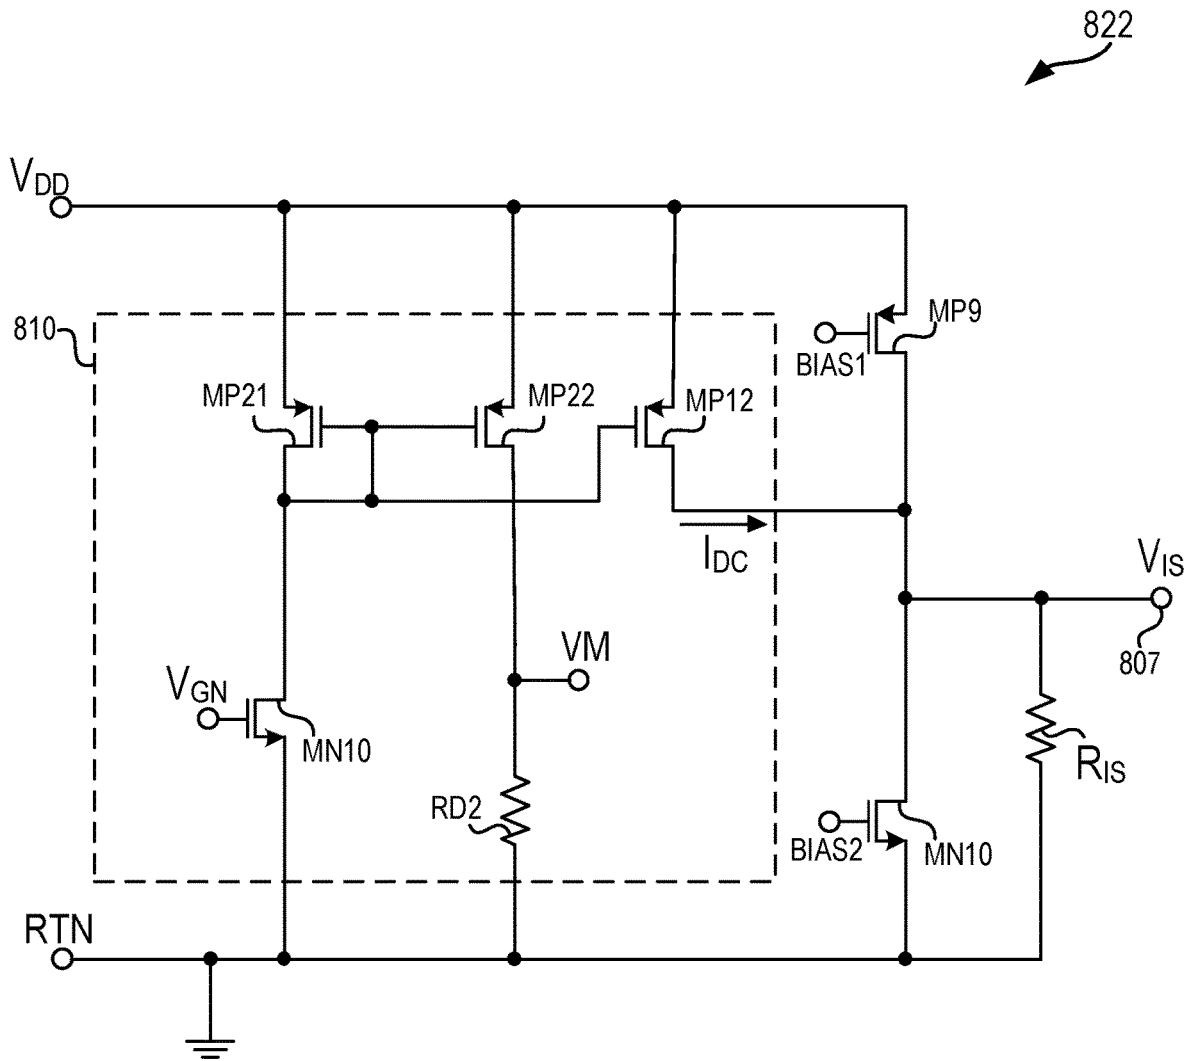 822
VDD
810
MP9
BIAS1
MP21
MP22
MP12
IDC
VIS
807
VM
VGN
MN10
RIS
RD2
BIAS2
MN10
RTN